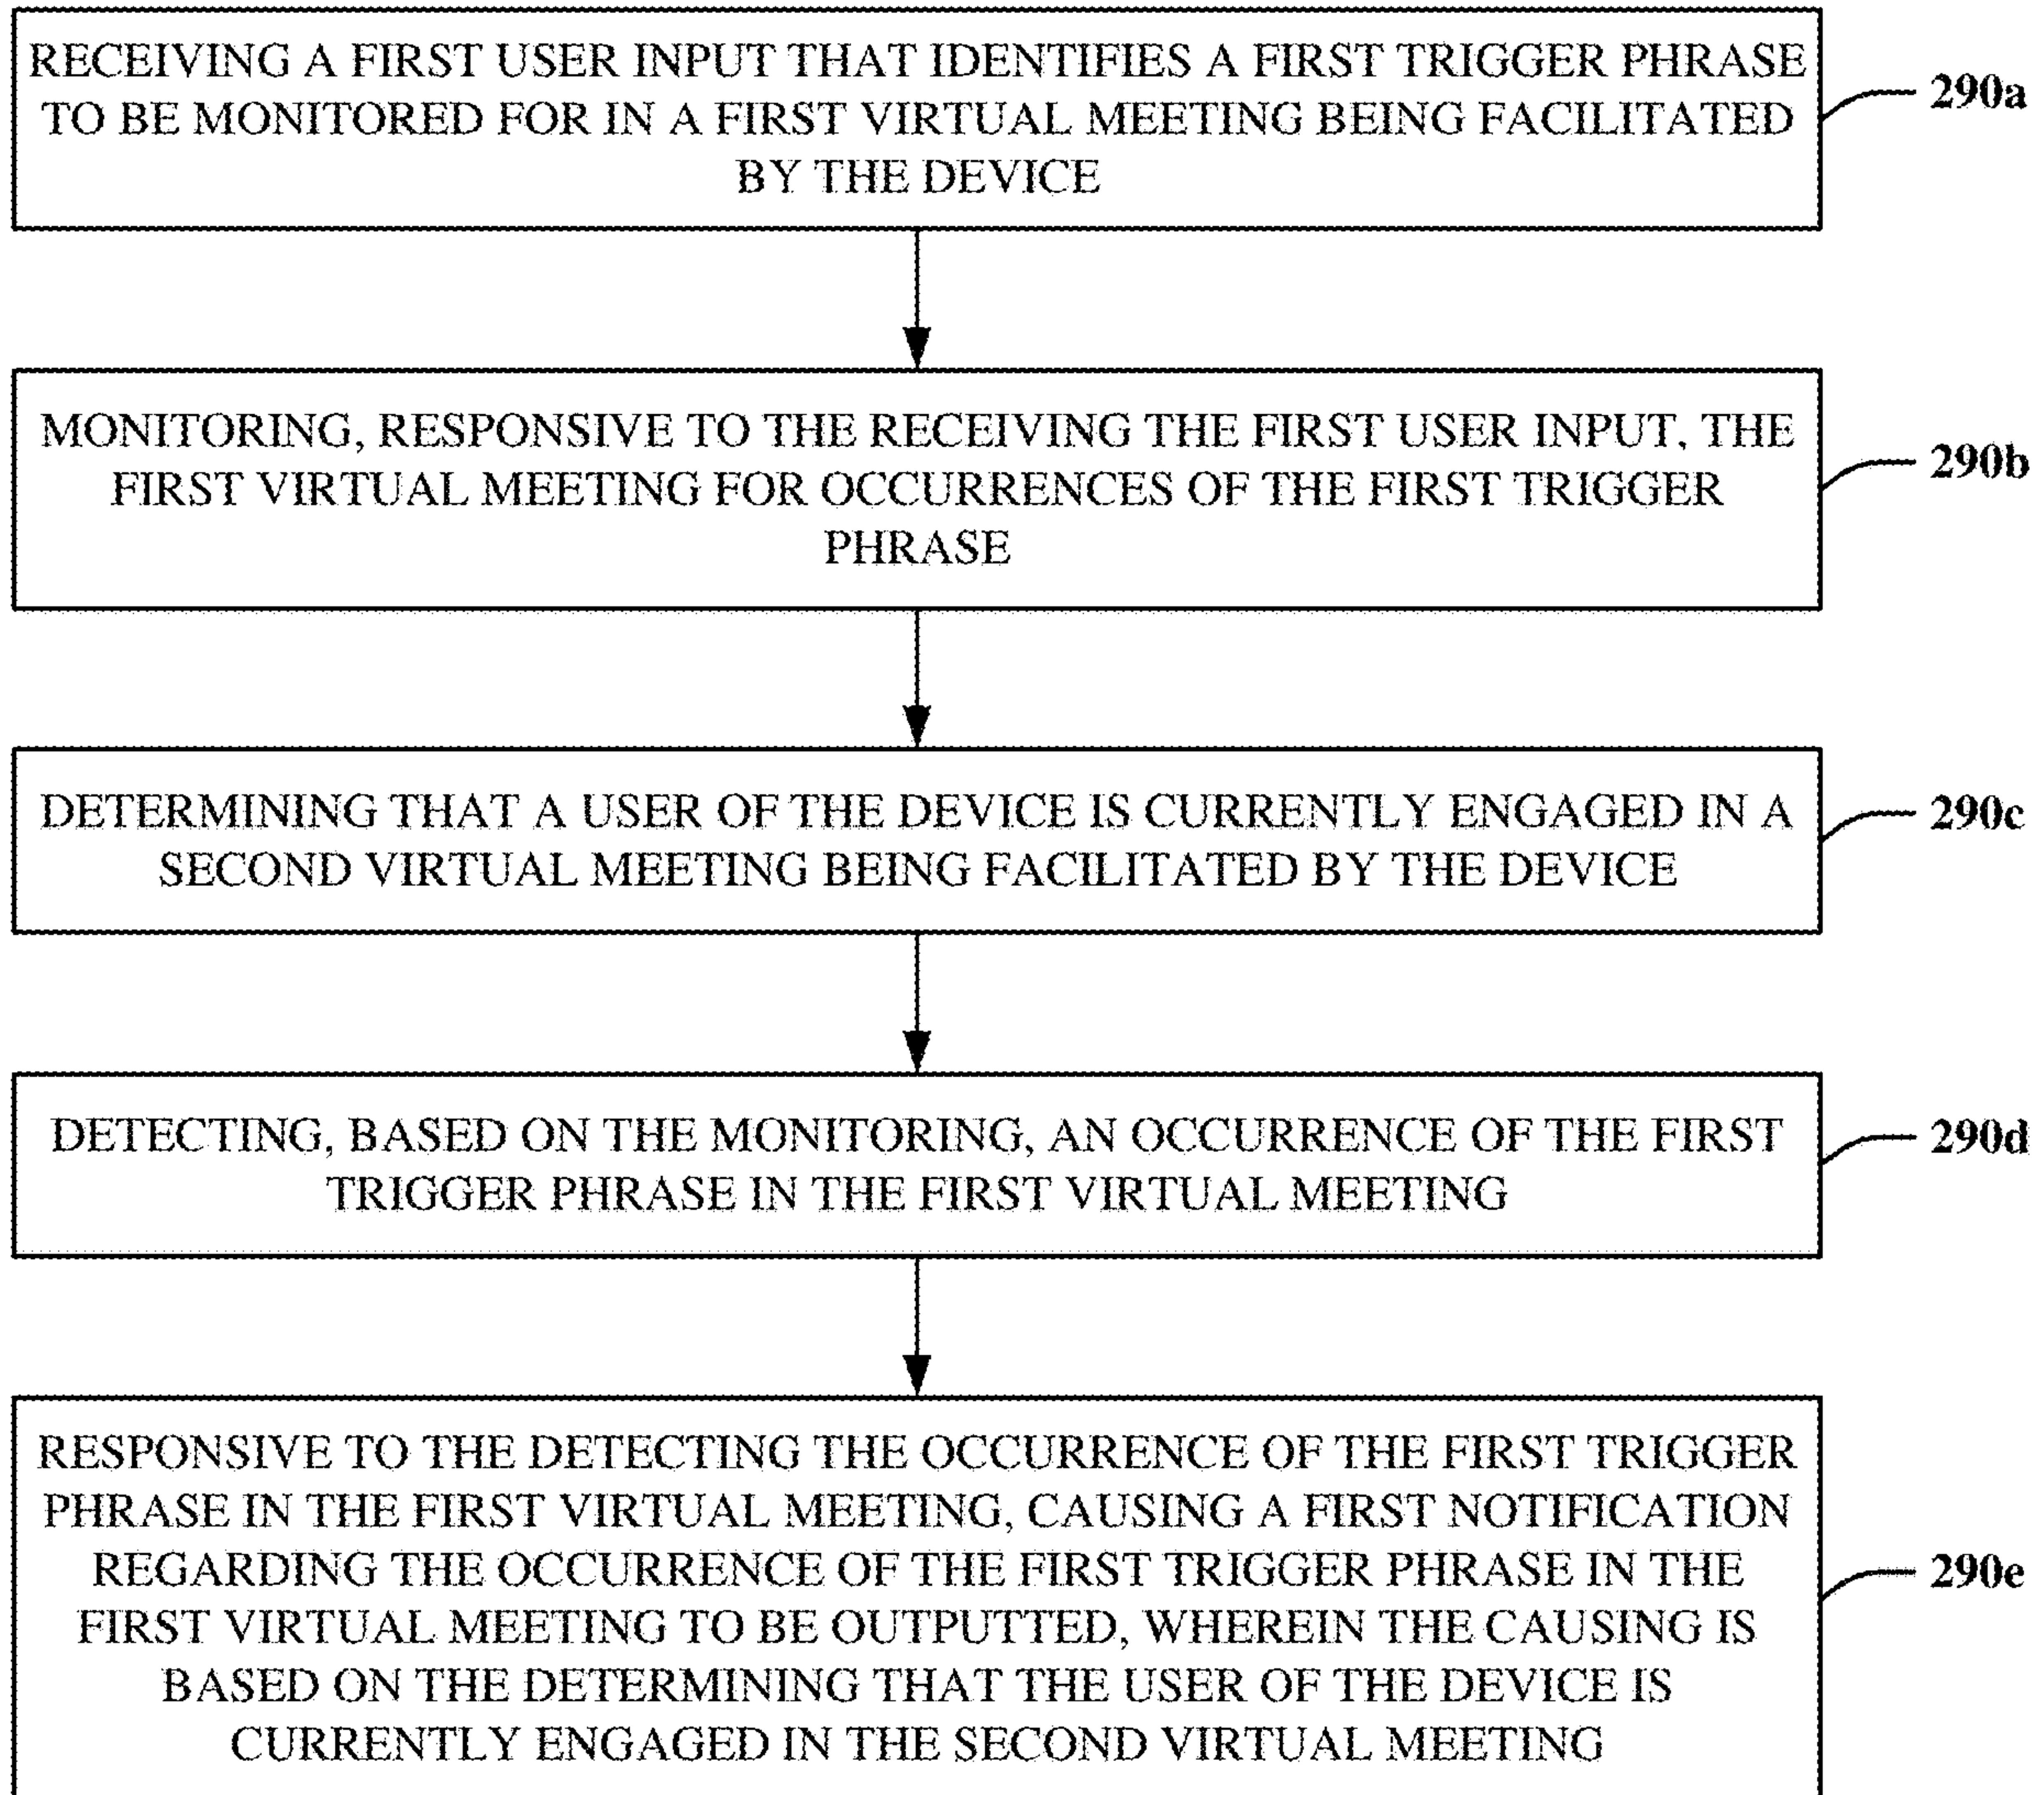 RECEIVING A FIRST USER INPUT THAT IDENTIFIES A FIRST TRIGGER PHRASE
TO BE MONITORED FOR IN A FIRST VIRTUAL MEETING BEING FACILITATED
BY THE DEVICE
290a
MONITORING, RESPONSIVE TO THE RECEIVING THE FIRST USER INPUT, THE
FIRST VIRTUAL MEETING FOR OCCURRENCES OF THE FIRST TRIGGER
PHRASE
290b
DETERMINING THAT A USER OF THE DEVICE IS CURRENTLY ENGAGED IN A
SECOND VIRTUAL MEETING BEING FACILITATED BY THE DEVICE
290c
DETECTING, BASED ON THE MONITORING, AN OCCURRENCE OF THE FIRST
TRIGGER PHRASE IN THE FIRST VIRTUAL MEETING
290d
RESPONSIVE TO THE DETECTING THE OCCURRENCE OF THE FIRST TRIGGER
PHRASE IN THE FIRST VIRTUAL MEETING, CAUSING A FIRST NOTIFICATION
REGARDING THE OCCURRENCE OF THE FIRST TRIGGER PHRASE IN THE
FIRST VIRTUAL MEETING TO BE OUTPUTTED, WHEREIN THE CAUSING IS
BASED ON THE DETERMINING THAT THE USER OF THE DEVICE IS
CURRENTLY ENGAGED IN THE SECOND VIRTUAL MEETING
290e